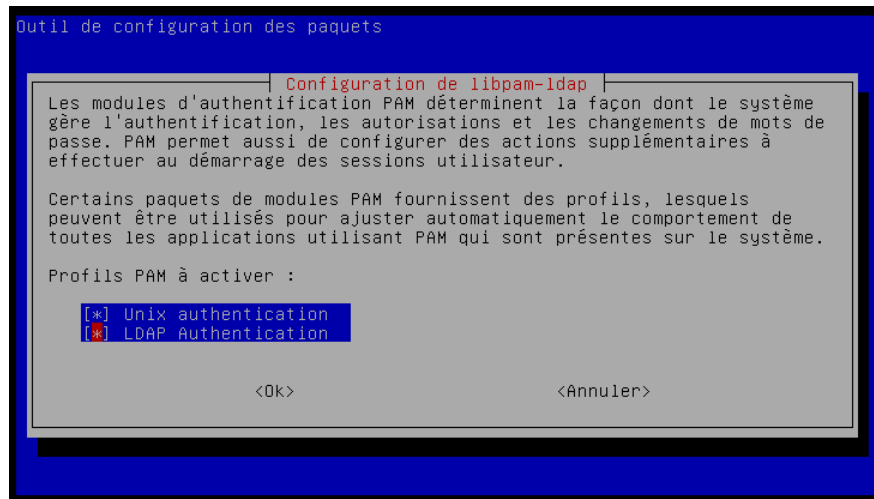 Outil de configuration des paquets
Configuration de libpam-ldap
Les modules d'authentification PAM déterminent la façon dont le système
gère l'authentification, les autorisations et les changements de mots de
passe. PAM permet aussi de configurer des actions supplémentaires à
effectuer au démarrage des sessions utilisateur.
Certains paquets de modules PAM fournissent des profils, lesquels
peuvent être utilisés pour ajuster automatiquement le comportement de
toutes les applications utilisant PAM qui sont présentes sur le système.
Profils PAM à activer :
[*] Unix authentication
[*] LDAP Authentication
<Ok> <Annuler>